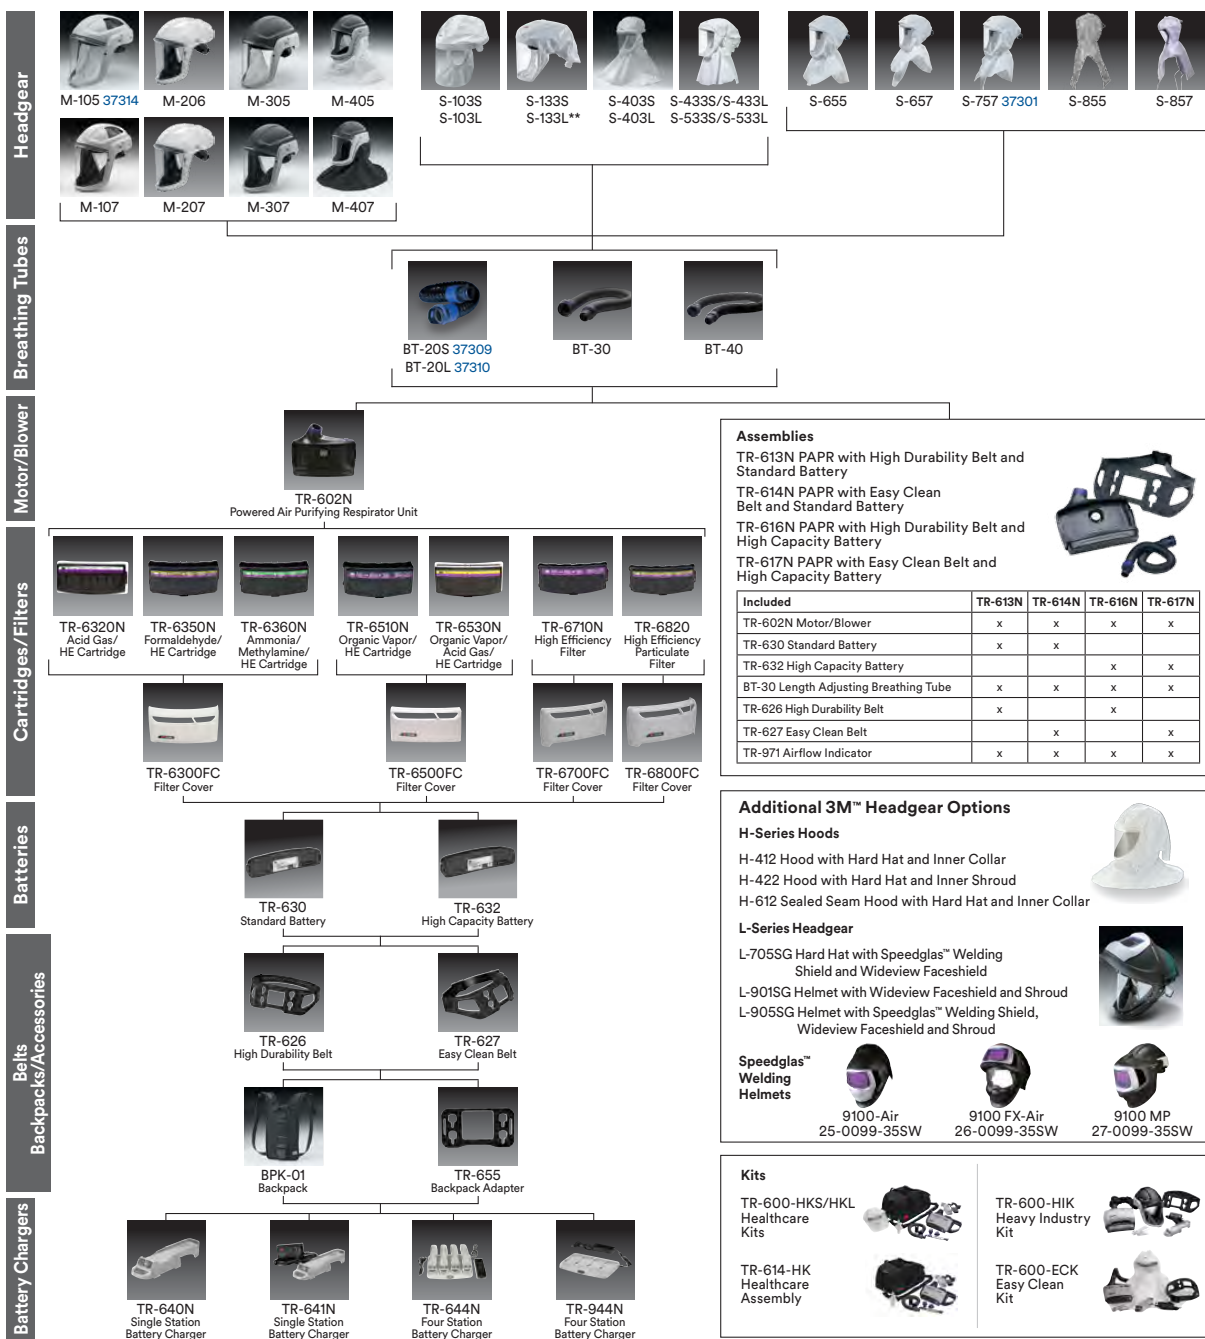 Headgear
M-105 37314
M-206
M-305
M-405
M-107
M-207
M-307
M-407
S-103S
S-103L
S-133S
S-133L**
S-403S
S-403L
S-433S/S-433L
S-533S/S-533L
S-655
S-657
S-757 37301
S-855
S-857
Breathing Tubes
BT-20S 37309
BT-20L 37310
BT-30
BT-40
Motor/Blower
TR-602N
Powered Air Purifying Respirator Unit
Cartridges/Filters
TR-6320N
Acid Gas/
HE Cartridge
TR-6350N
Formaldehyde/
HE Cartridge
TR-6360N
Ammonia/
Methylamine/
HE Cartridge
TR-6510N
Organic Vapor/
HE Cartridge
TR-6530N
Organic Vapor/
Acid Gas/
HE Cartridge
TR-6710N
High Efficiency
Filter
TR-6820
High Efficiency
Particulate
Filter
TR-6300FC
Filter Cover
TR-6500FC
Filter Cover
TR-6700FC
Filter Cover
TR-6800FC
Filter Cover
Batteries
TR-630
Standard Battery
TR-632
High Capacity Battery
Belts
Backpacks/Accessories
TR-626
High Durability Belt
TR-627
Easy Clean Belt
BPK-01
Backpack
TR-655
Backpack Adapter
Battery Chargers
TR-640N
Single Station
Battery Charger
TR-641N
Single Station
Battery Charger
TR-644N
Four Station
Battery Charger
TR-944N
Four Station
Battery Charger
Assemblies
TR-613N PAPR with High Durability Belt and
Standard Battery
TR-614N PAPR with Easy Clean
Belt and Standard Battery
TR-616N PAPR with High Durability Belt and
High Capacity Battery
TR-617N PAPR with Easy Clean Belt and
High Capacity Battery
Included TR-613N TR-614N TR-616N TR-617N
TR-602N Motor/Blower x x x x
TR-630 Standard Battery x x
TR-632 High Capacity Battery x x
BT-30 Length Adjusting Breathing Tube x x x x
TR-626 High Durability Belt x x
TR-627 Easy Clean Belt x x
TR-971 Airflow Indicator x x x x
Additional 3M™ Headgear Options
H-Series Hoods
H-412 Hood with Hard Hat and Inner Collar
H-422 Hood with Hard Hat and Inner Shroud
H-612 Sealed Seam Hood with Hard Hat and Inner Collar
L-Series Headgear
L-705SG Hard Hat with Speedglas™ Welding
Shield and Wideview Faceshield
L-901SG Helmet with Wideview Faceshield and Shroud
L-905SG Helmet with Speedglas™ Welding Shield,
Wideview Faceshield and Shroud
Speedglas™
Welding
Helmets
9100-Air
25-0099-35SW
9100 FX-Air
26-0099-35SW
9100 MP
27-0099-35SW
Kits
TR-600-HKS/HKL
Healthcare
Kits
TR-600-HIK
Heavy Industry
Kit
TR-614-HK
Healthcare
Assembly
TR-600-ECK
Easy Clean
Kit